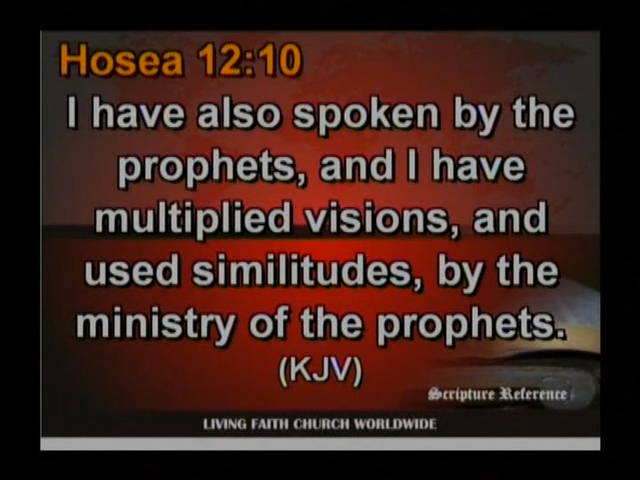 Hosea 12:10
I have also spoken by the
prophets, and I have
multiplied visions, and
used similitudes, by the
ministry of the prophets.
(KJV)
Scripture Reference
LIVING FAITH CHURCH WORLDWIDE